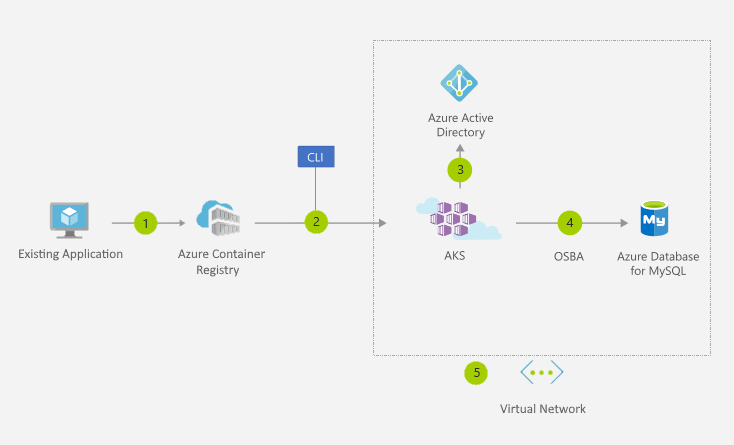 Azure Active
Directory
CLI
3
1
2
4
My
Existing Application
Azure Container
Registry
AKS
OSBA
Azure Database
for MySQL
5
Virtual Network